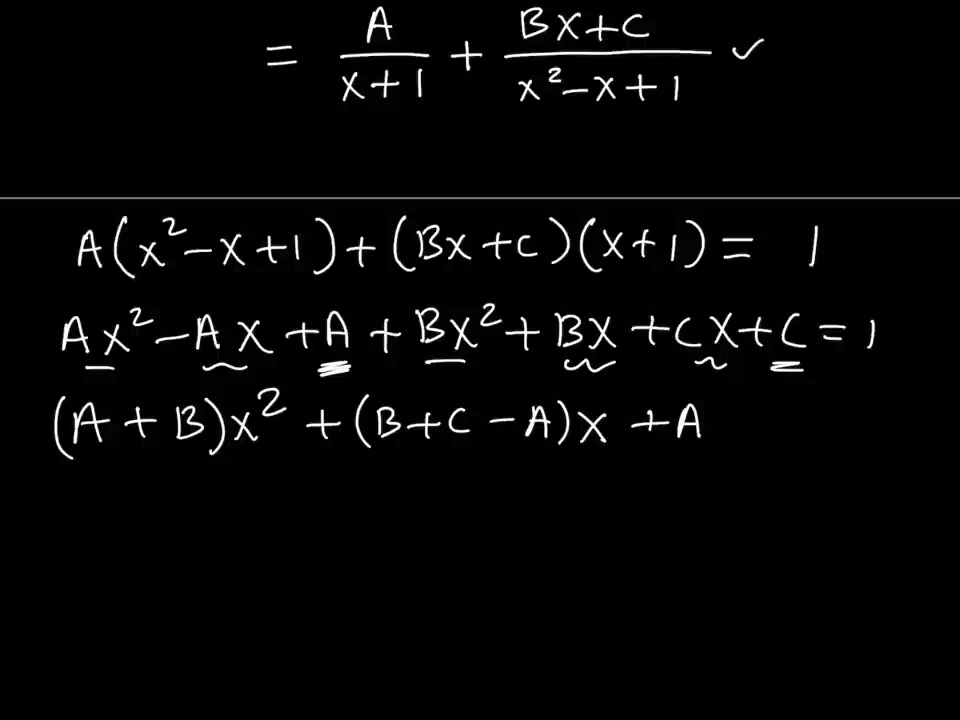 = A/(x+1) + (Bx+C)/(x²-x+1) ✓
A(x²-x+1)+(Bx+C)(x+1) = 1
Ax²-Ax+A+Bx²+Bx+Cx+C=1
(A+B)x²+(B+C-A)x+A